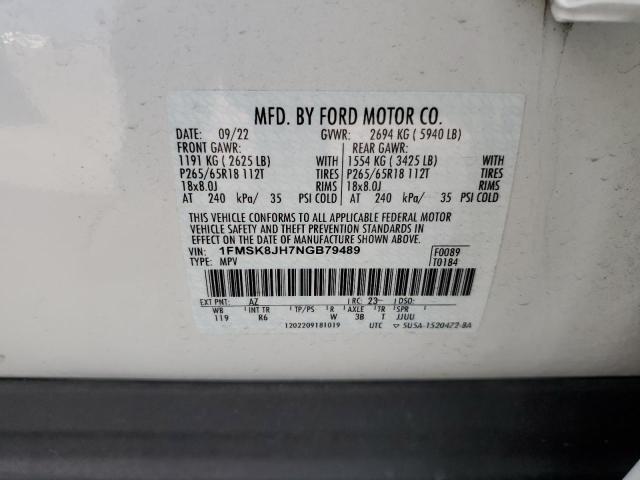 MFD. BY FORD MOTOR CO.
DATE: 09/22 GVWR: 2694 KG ( 5940 LB)
FRONT GAWR: REAR GAWR:
1191 KG ( 2625 LB) WITH 1554 KG ( 3425 LB) WITH
P265/65R18 112T TIRES P265/65R18 112T TIRES
18x8.0J RIMS 18x8.0J RIMS
AT 240 kPa/ 35 PSI COLD AT 240 kPa/ 35 PSI COLD
THIS VEHICLE CONFORMS TO ALL APPLICABLE FEDERAL MOTOR
VEHICLE SAFETY AND THEFT PREVENTION STANDARDS IN
EFFECT ON THE DATE OF MANUFACTURE SHOWN ABOVE.
VIN: 1FMSK8JH7NGB79489 F0089
TYPE: MPV T0184
EXT PNT: AZ RC: 23 DSO:
WB INT TR TP/PS R AXLE TR SPR
119 R6 W 3B T JJUU
1202209181019 UTC 5U5A-1520472-BA